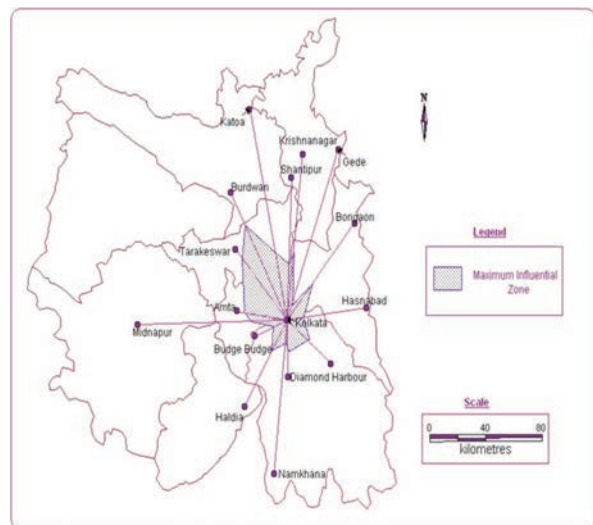 N
Katoa
Krishnanagar
Gede
Shantipur
Burdwan
Bongaon
Legend
Tarakeswar
Maximum Influential
Zone
Amta
Hasnabad
Kolkata
Midnapur
Budge Budge
Diamond Harbour
Scale
Haldia
0 40 80
kilometres
Namkhana